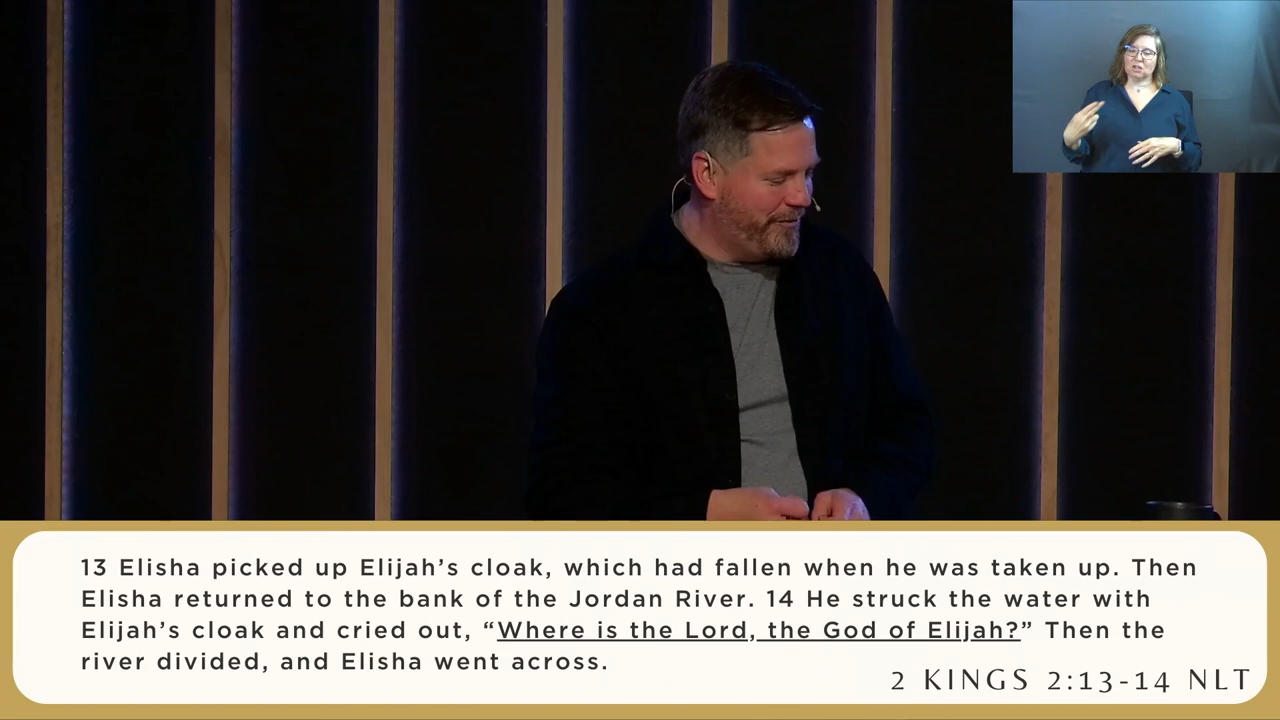 13 Elisha picked up Elijah’s cloak, which had fallen when he was taken up. Then
Elisha returned to the bank of the Jordan River. 14 He struck the water with
Elijah’s cloak and cried out, “Where is the Lord, the God of Elijah?” Then the
river divided, and Elisha went across.
2 KINGS 2:13-14 NLT